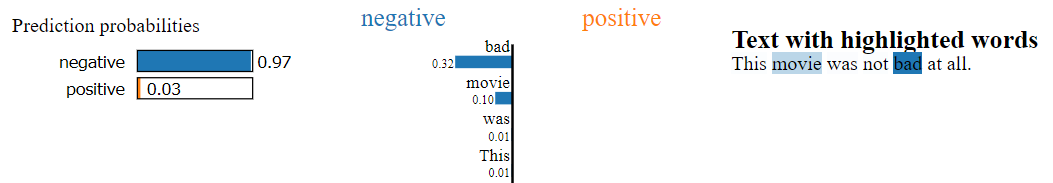 Prediction probabilities
negative 0.97
positive 0.03
negative positive
bad
0.32
movie
0.10
was
0.01
This
0.01
Text with highlighted words
This movie was not bad at all.